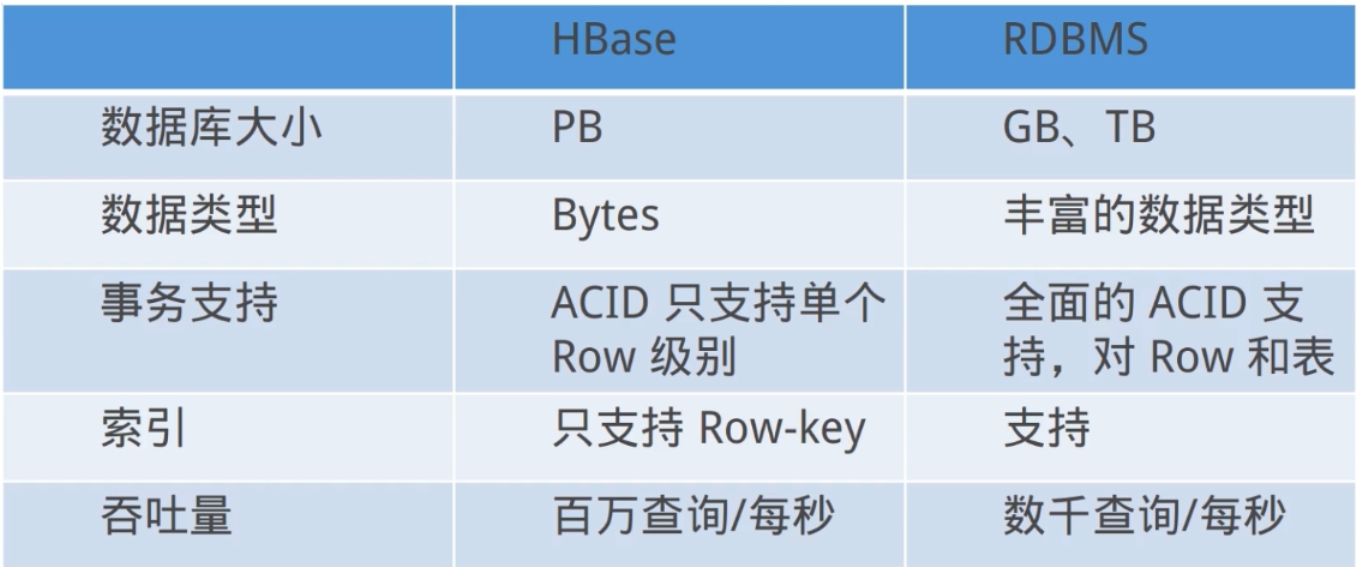 HBase RDBMS
数据库大小 PB GB、TB
数据类型 Bytes 丰富的数据类型
事务支持 ACID 只支持单个 全面的 ACID 支
Row 级别 持，对 Row 和表
索引 只支持 Row-key 支持
吞吐量 百万查询/每秒 数千查询/每秒